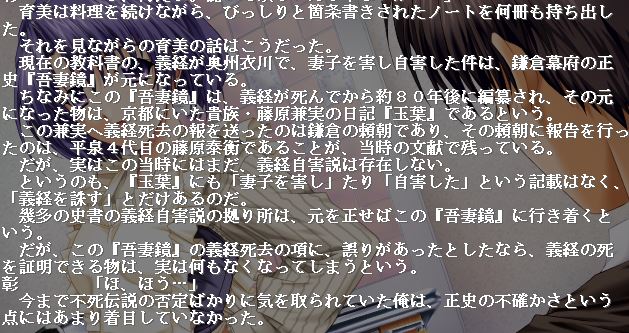 育美は料理を続けながら、びっしりと箇条書きされたノートを何冊も持ち出し
た。
それを見ながらの育美の話はこうだった。
現在の教科書の、義経が奥州衣川で、妻子を害し自害した件は、鎌倉幕府の正
史『吾妻鏡』が元になっている。
ちなみにこの『吾妻鏡』は、義経が死んでから約８０年後に編纂され、その元
になった物は、京都にいた貴族・藤原兼実の日記『玉葉』であるという。
この兼実へ義経死去の報を送ったのは鎌倉の頼朝であり、その頼朝に報告を行っ
たのは、平泉４代目の藤原泰衡であることが、当時の文献で残っている。
だが、実はこの当時にはまだ、義経自害説は存在しない。
というのも、『玉葉』にも「妻子を害し」たり「自害した」という記載はなく、
「義経を誅す」とだけあるのだ。
幾多の史書の義経自害説の拠り所は、元を正せばこの『吾妻鏡』に行き着くと
いう。
だが、この『吾妻鏡』の義経死去の項に、誤りがあったとしたなら、義経の死
を証明できる物は、実は何もなくなってしまうという。
彰　　　「ほ、ほう…」
今まで不死伝説の否定ばかりに気を取られていた俺は、正史の不確かさという
点にはあまり着目していなかった。